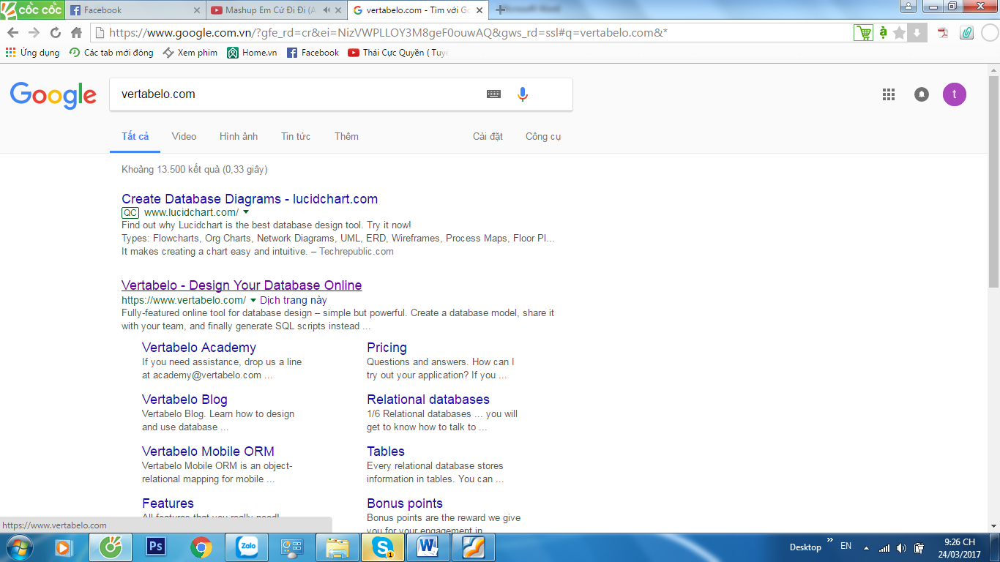 CỐC CỐC
Facebook
Mashup Em Cứ Đi Đi (A
vertabelo.com - Tìm với Go
https://www.google.com.vn/?gfe_rd=cr&ei=NizVWPLLOY3M8geF0ouwAQ&gws_rd=ssl#q=vertabelo.com&*
Ứng dụng
Các tab mới đóng
Xem phim
Home.vn
Facebook
Thái Cực Quyền ( Tuyể
Google
vertabelo.com
t
Tất cả
Video
Hình ảnh
Tin tức
Thêm
Cài đặt
Công cụ
Khoảng 13.500 kết quả (0,33 giây)
Create Database Diagrams - lucidchart.com
QC www.lucidchart.com/
Find out why Lucidchart is the best database design tool. Try it now!
Types: Flowcharts, Org Charts, Network Diagrams, UML, ERD, Wireframes, Process Maps, Floor Pl…
It makes creating a chart easy and intuitive. – Techrepublic.com
Vertabelo - Design Your Database Online
https://www.vertabelo.com/ Dịch trang này
Fully-featured online tool for database design – simple but powerful. Create a database model, share it
with your team, and finally generate SQL scripts instead ...
Vertabelo Academy
If you need assistance, drop us a line
at academy@vertabelo.com ...
Pricing
Questions and answers. How can I
try out your application? If you ...
Vertabelo Blog
Vertabelo Blog. Learn how to design
and use database ...
Relational databases
1/6 Relational databases ... you will
get to know how to talk to ...
Vertabelo Mobile ORM
Vertabelo Mobile ORM is an object-
relational mapping for mobile ...
Tables
Every relational database stores
information in tables. You can ...
Features
All features that you really need!
Bonus points
Bonus points are the reward we give
you for your engagement in
https://www.vertabelo.com
Ps
Zalo
S
1
W
Desktop
EN
9:26 CH
24/03/2017